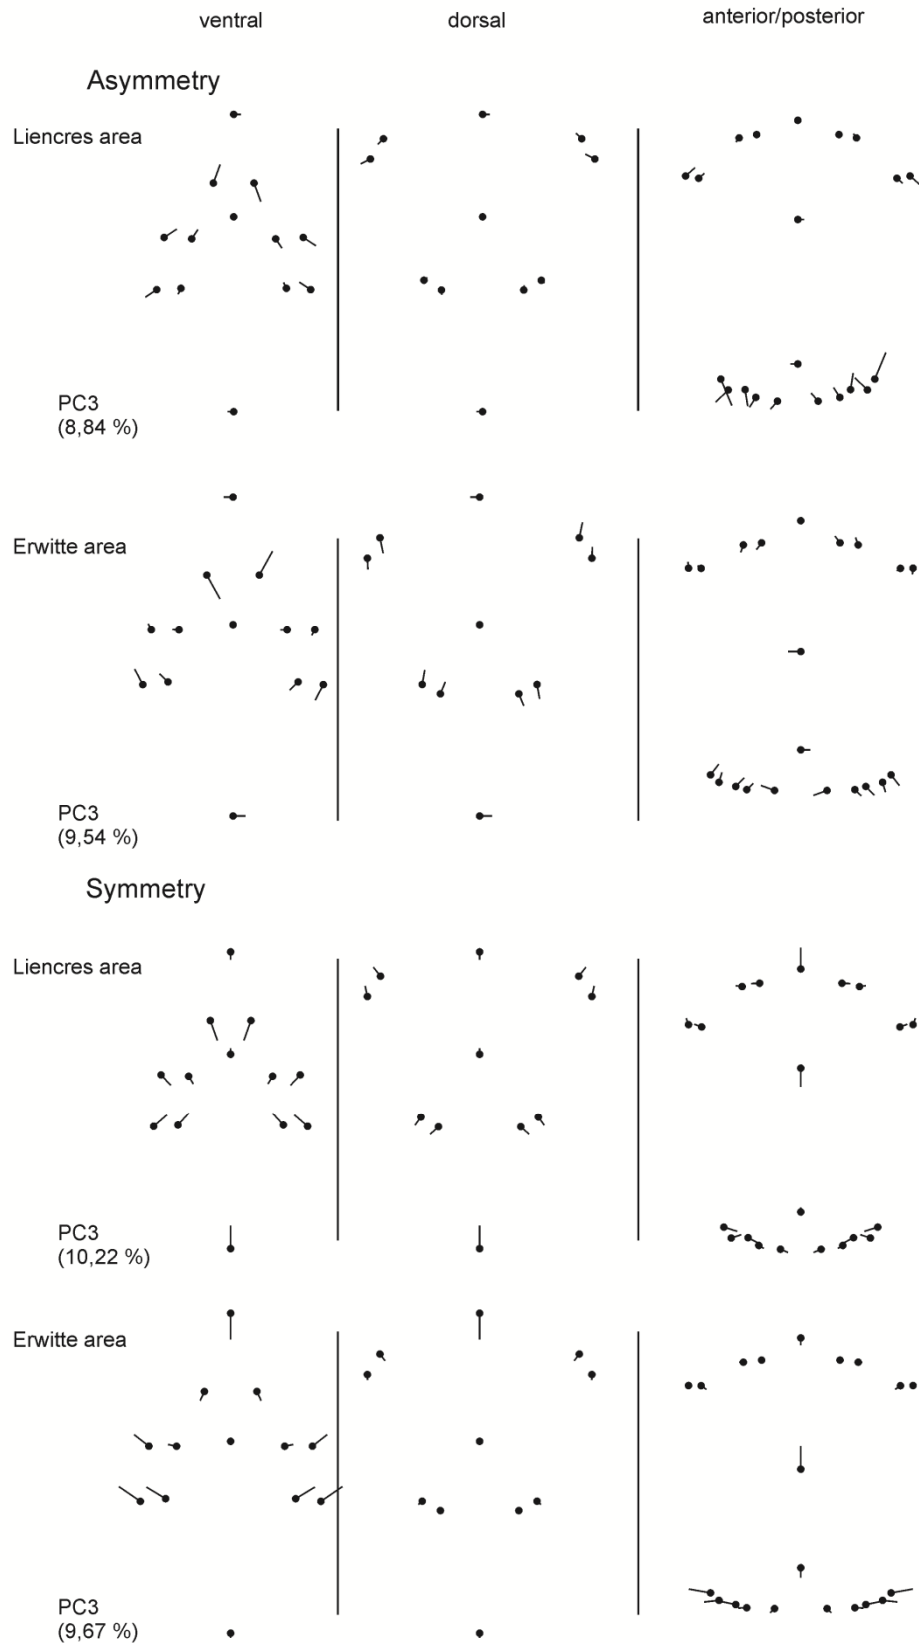 ventral
dorsal
anterior/posterior
Asymmetry
Liencres area
PC3
(8,84 %)
Erwitte area
PC3
(9,54 %)
Symmetry
Liencres area
PC3
(10,22 %)
Erwitte area
PC3
(9,67 %)